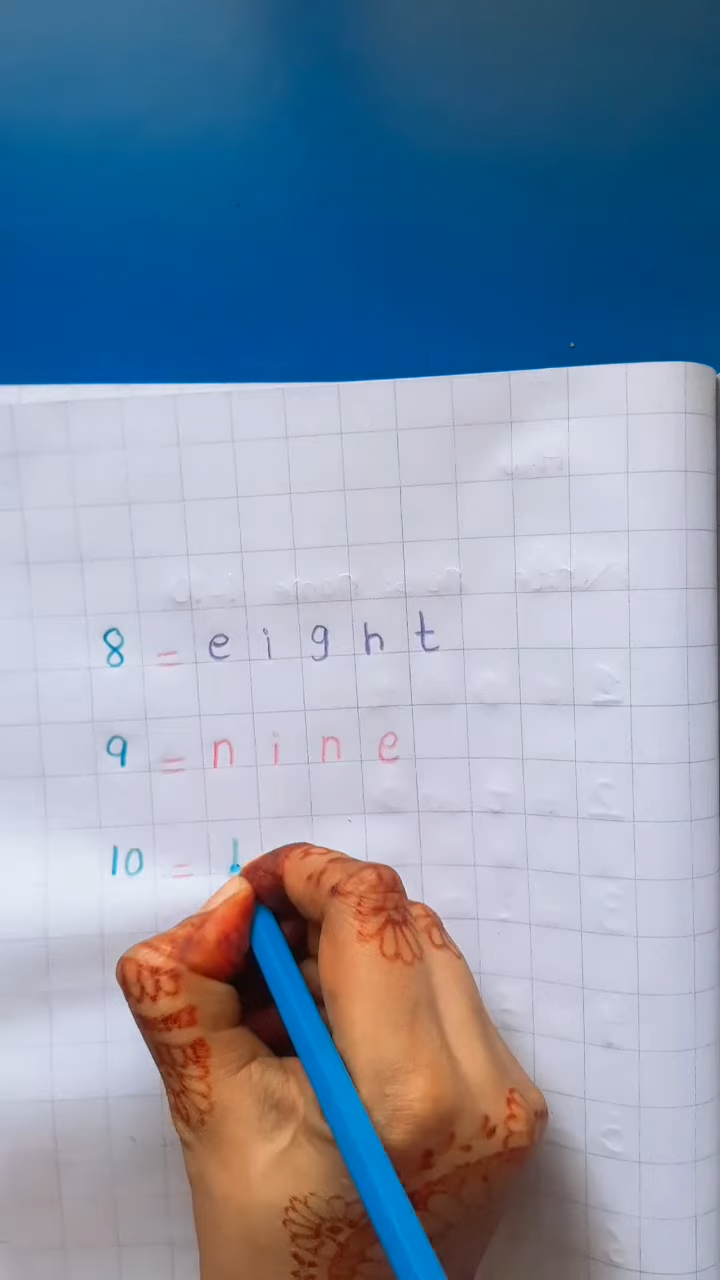 8 = e i g h t
9 = n i n e
10 =